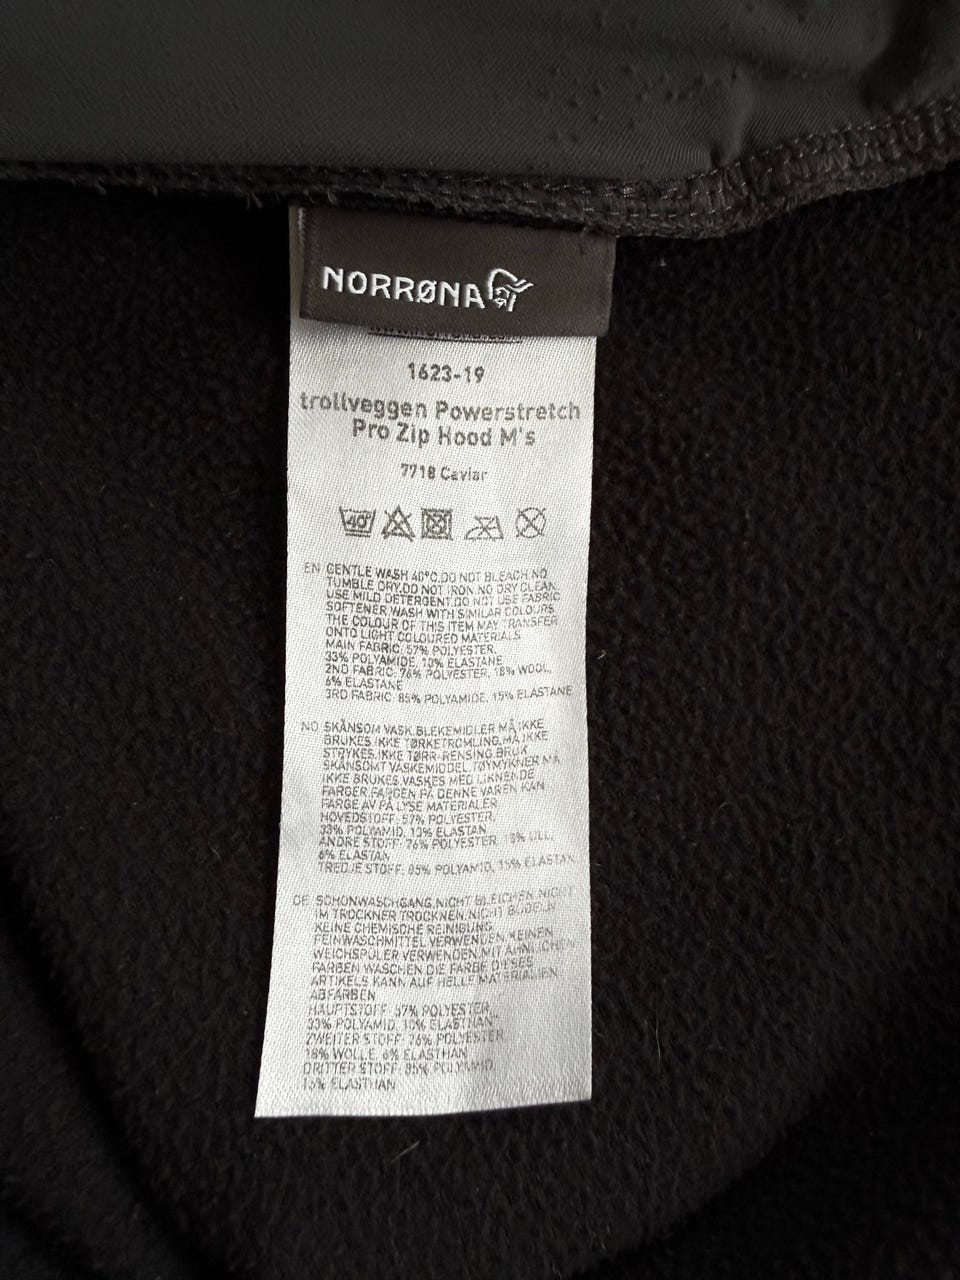 NORRØNA
1623-19
trollveggen Powerstretch
Pro Zip Hood M's
7718 Caviar
40°
EN GENTLE WASH 40°C.DO NOT BLEACH.NO
TUMBLE DRY.DO NOT IRON.NO DRY CLEAN.
USE MILD DETERGENT.DO NOT USE FABRIC
SOFTENER WASH WITH SIMILAR COLOURS
THE COLOUR OF THIS ITEM MAY TRANSFER
ONTO LIGHT COLOURED MATERIALS
MAIN FABRIC: 57% POLYESTER,
33% POLYAMIDE, 10% ELASTANE
2ND FABRIC: 76% POLYESTER, 18% WOOL,
6% ELASTANE
3RD FABRIC: 85% POLYAMIDE, 15% ELASTANE
NO SKÅNSOM VASK.BLEKEMIDLER MÅ IKKE
BRUKES.IKKE TØRKETROMLING.MÅ IKKE
STRYKES.IKKE TØRR-RENSING.BRUK
SKÅNSOMT VASKEMIDDEL.TØYMYKNER MÅ
IKKE BRUKES.VASKES MED LIKNENDE
FARGER.FARGEN PÅ DENNE VAREN KAN
FARGE AV PÅ LYSE MATERIALER
HOVEDSTOFF: 57% POLYESTER,
33% POLYAMID, 10% ELASTAN
ANDRE STOFF: 76% POLYESTER, 18% ULL,
6% ELASTAN
TREDJE STOFF: 85% POLYAMID, 15% ELASTAN
DE SCHONWASCHGANG.NICHT BLEICHEN.NICHT
IM TROCKNER TROCKNEN.NICHT BÜGELN
KEINE CHEMISCHE REINIGUNG
FEINWASCHMITTEL VERWENDEN.KEINEN
WEICHSPÜLER VERWENDEN.MIT ÄHNLICHEN
FARBEN WASCHEN DIE FARBE DIESES
ARTIKELS KANN AUF HELLE MATERIALIEN
ABFÄRBEN
HAUPTSTOFF: 57% POLYESTER,
33% POLYAMID, 10% ELASTHAN
ZWEITER STOFF: 76% POLYESTER
18% WOLLE, 6% ELASTHAN
DRITTER STOFF: 85% POLYAMID
15% ELASTHAN